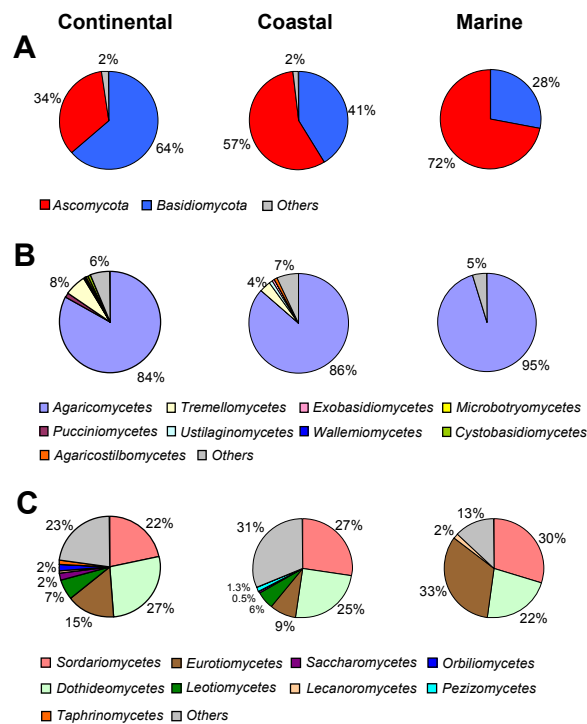 Continental Coastal Marine
A
2% 2%
34% 28%
41%
57%
64% 72%
Ascomycota Basidiomycota Others
B
6% 7% 5%
8% 4%
84% 86% 95%
Agaricomycetes Tremellomycetes Exobasidiomycetes Microbotryomycetes
Pucciniomycetes Ustilaginomycetes Wallemiomycetes Cystobasidiomycetes
Agaricostilbomycetes Others
C
23% 22% 31% 27% 2% 13% 30%
2%
2% 1.3%
7% 0.5%
6% 33%
15% 27% 9% 25% 22%
Sordariomycetes Eurotiomycetes Saccharomycetes Orbiliomycetes
Dothideomycetes Leotiomycetes Lecanoromycetes Pezizomycetes
Taphrinomycetes Others